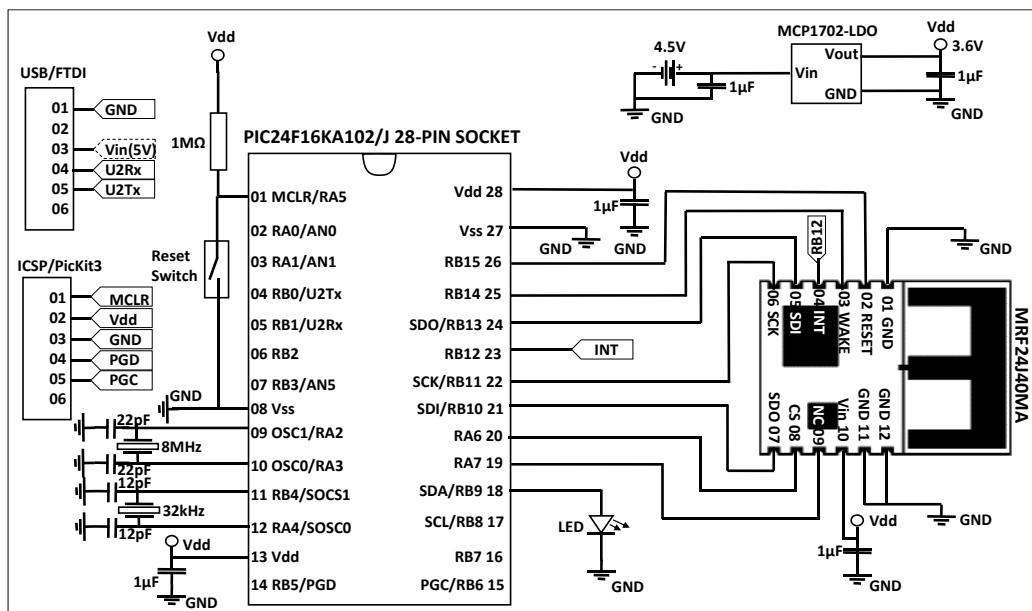 USB/FTDI
01 GND
02
03 Vin(5V)
04 U2Rx
05 U2Tx
06
ICSP/PicKit3
01 MCLR
02 Vdd
03 GND
04 PGD
05 PGC
06
Vdd
1MΩ
Reset
Switch
GND
22pF
8MHz
22pF
12pF
32kHz
12pF
Vdd
1µF
GND
PIC24F16KA102/J 28-PIN SOCKET
01 MCLR/RA5
02 RA0/AN0
03 RA1/AN1
04 RB0/U2Tx
05 RB1/U2Rx
06 RB2
07 RB3/AN5
08 Vss
09 OSC1/RA2
10 OSC0/RA3
11 RB4/SOCS1
12 RA4/SOSC0
13 Vdd
14 RB5/PGD
Vdd 28
Vss 27
RB15 26
RB14 25
SDO/RB13 24
RB12 23
SCK/RB11 22
SDI/RB10 21
RA6 20
RA7 19
SDA/RB9 18
SCL/RB8 17
RB7 16
PGC/RB6 15
Vdd
1µF
GND
GND
INT
LED
GND
4.5V
- +
1µF
GND
MCP1702-LDO
Vin
Vout
GND
Vdd
3.6V
1µF
GND
RB12
GND
06 SCK
05 SDI
04 INT
03 WAKE
02 RESET
01 GND
SDO 07
CS 08
NC 09
Vin 10
GND 11
GND 12
MRF24J40MA
GND
Vdd
1µF
GND